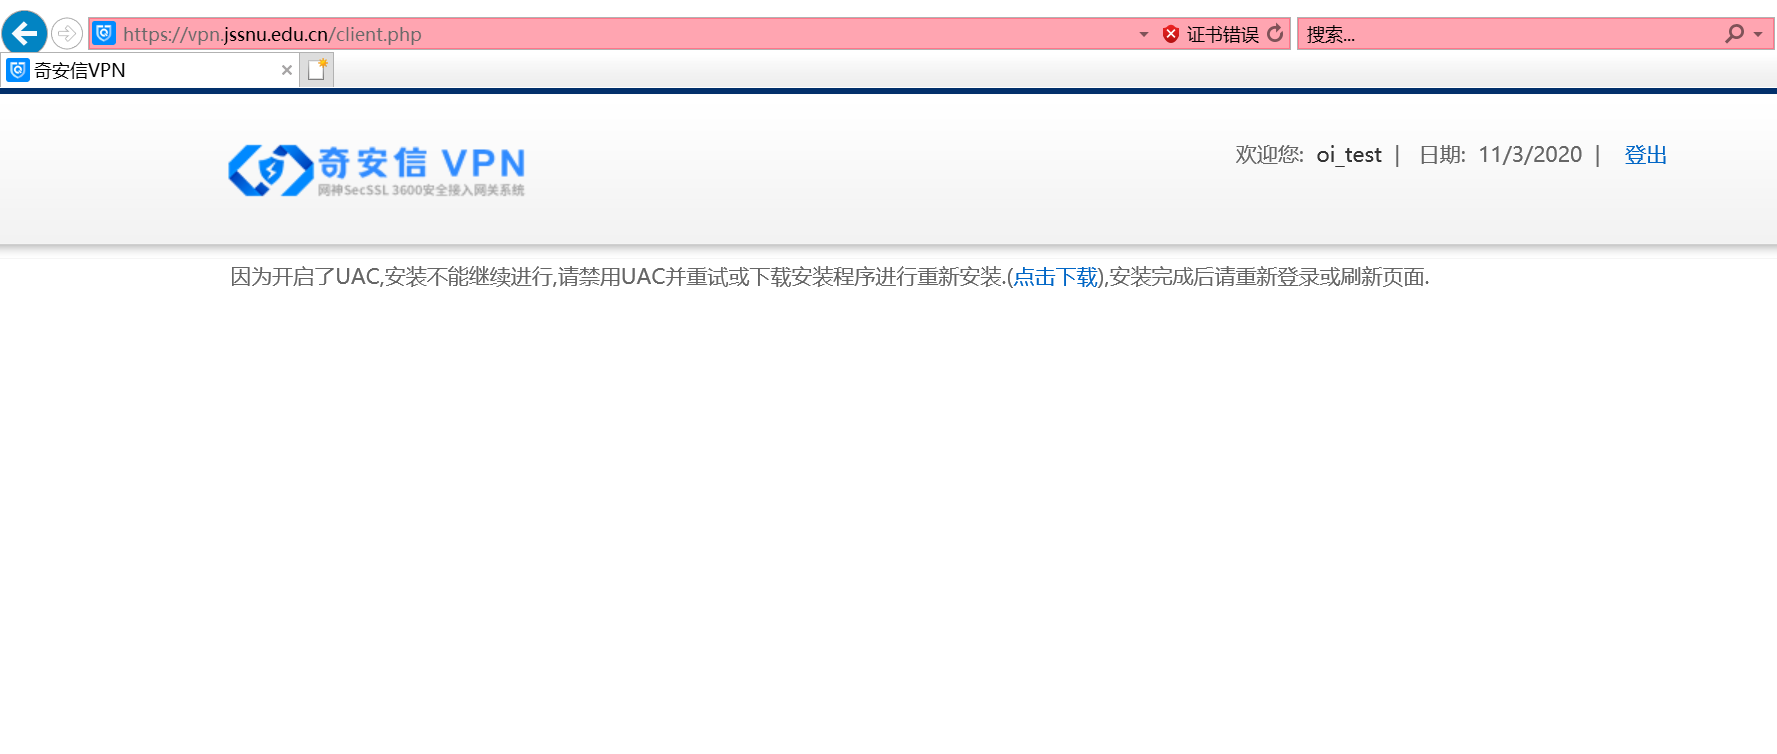 https://vpn.jssnu.edu.cn/client.php 证书错误 搜索...
奇安信VPN
奇安信 VPN
网神SecSSL 3600安全接入网关系统
欢迎您: oi_test | 日期: 11/3/2020 | 登出
因为开启了UAC,安装不能继续进行,请禁用UAC并重试或下载安装程序进行重新安装.(点击下载),安装完成后请重新登录或刷新页面.